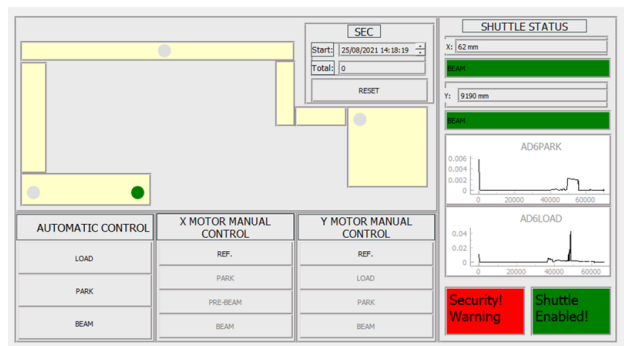 SEC
Start: 25/08/2021 14:18:19
Total: 0
RESET
AUTOMATIC CONTROL
LOAD
PARK
BEAM
X MOTOR MANUAL
CONTROL
REF.
PARK
PRE-BEAM
BEAM
Y MOTOR MANUAL
CONTROL
REF.
LOAD
PARK
BEAM
SHUTTLE STATUS
X: 62 mm
BEAM
Y: 9190 mm
BEAM
AD6PARK
0.006
0.004
0.002
0
0 20000 40000 60000
AD6LOAD
0.04
0.02
0
0 20000 40000 60000
Security!
Warning
Shuttle
Enabled!